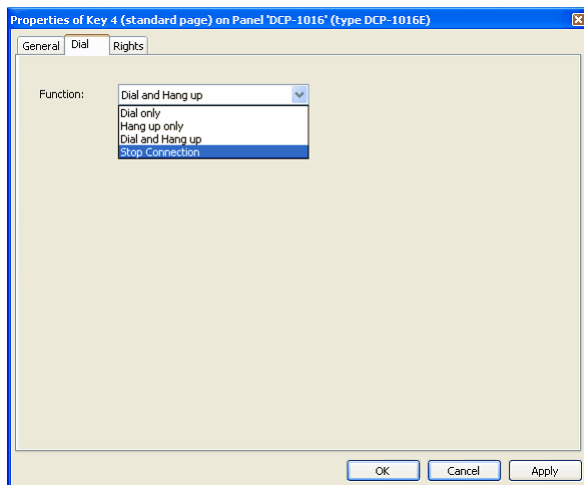 Properties of Key 4 (standard page) on Panel 'DCP-1016' (type DCP-1016E)
General Dial Rights
Function: Dial and Hang up
Dial only
Hang up only
Dial and Hang up
Stop Connection
OK Cancel Apply